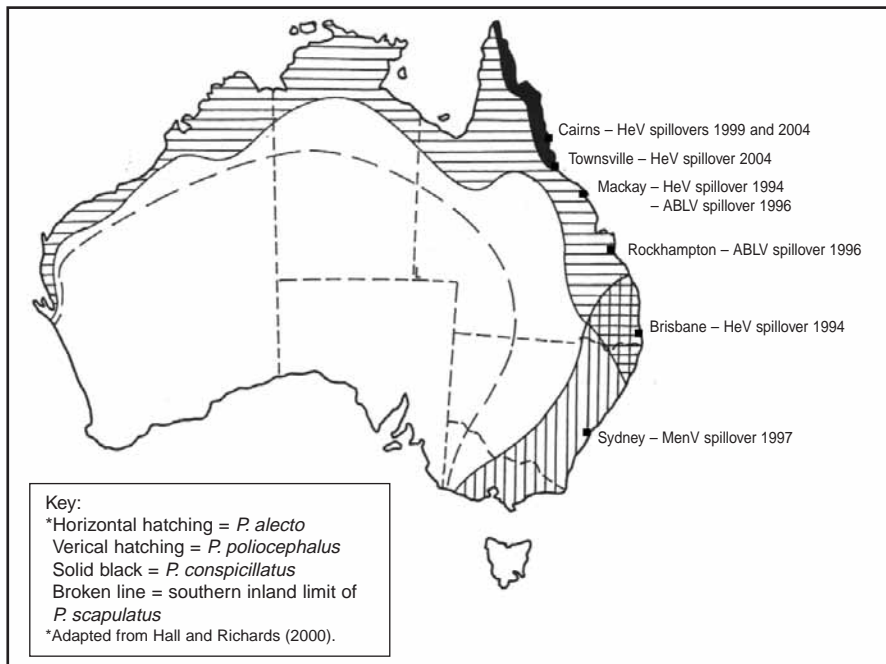 Cairns – HeV spillovers 1999 and 2004
Townsville – HeV spillover 2004
Mackay – HeV spillover 1994
– ABLV spillover 1996
Rockhampton – ABLV spillover 1996
Brisbane – HeV spillover 1994
Sydney – MenV spillover 1997
Key:
*Horizontal hatching = P. alecto
Verical hatching = P. poliocephalus
Solid black = P. conspicillatus
Broken line = southern inland limit of
P. scapulatus
*Adapted from Hall and Richards (2000).